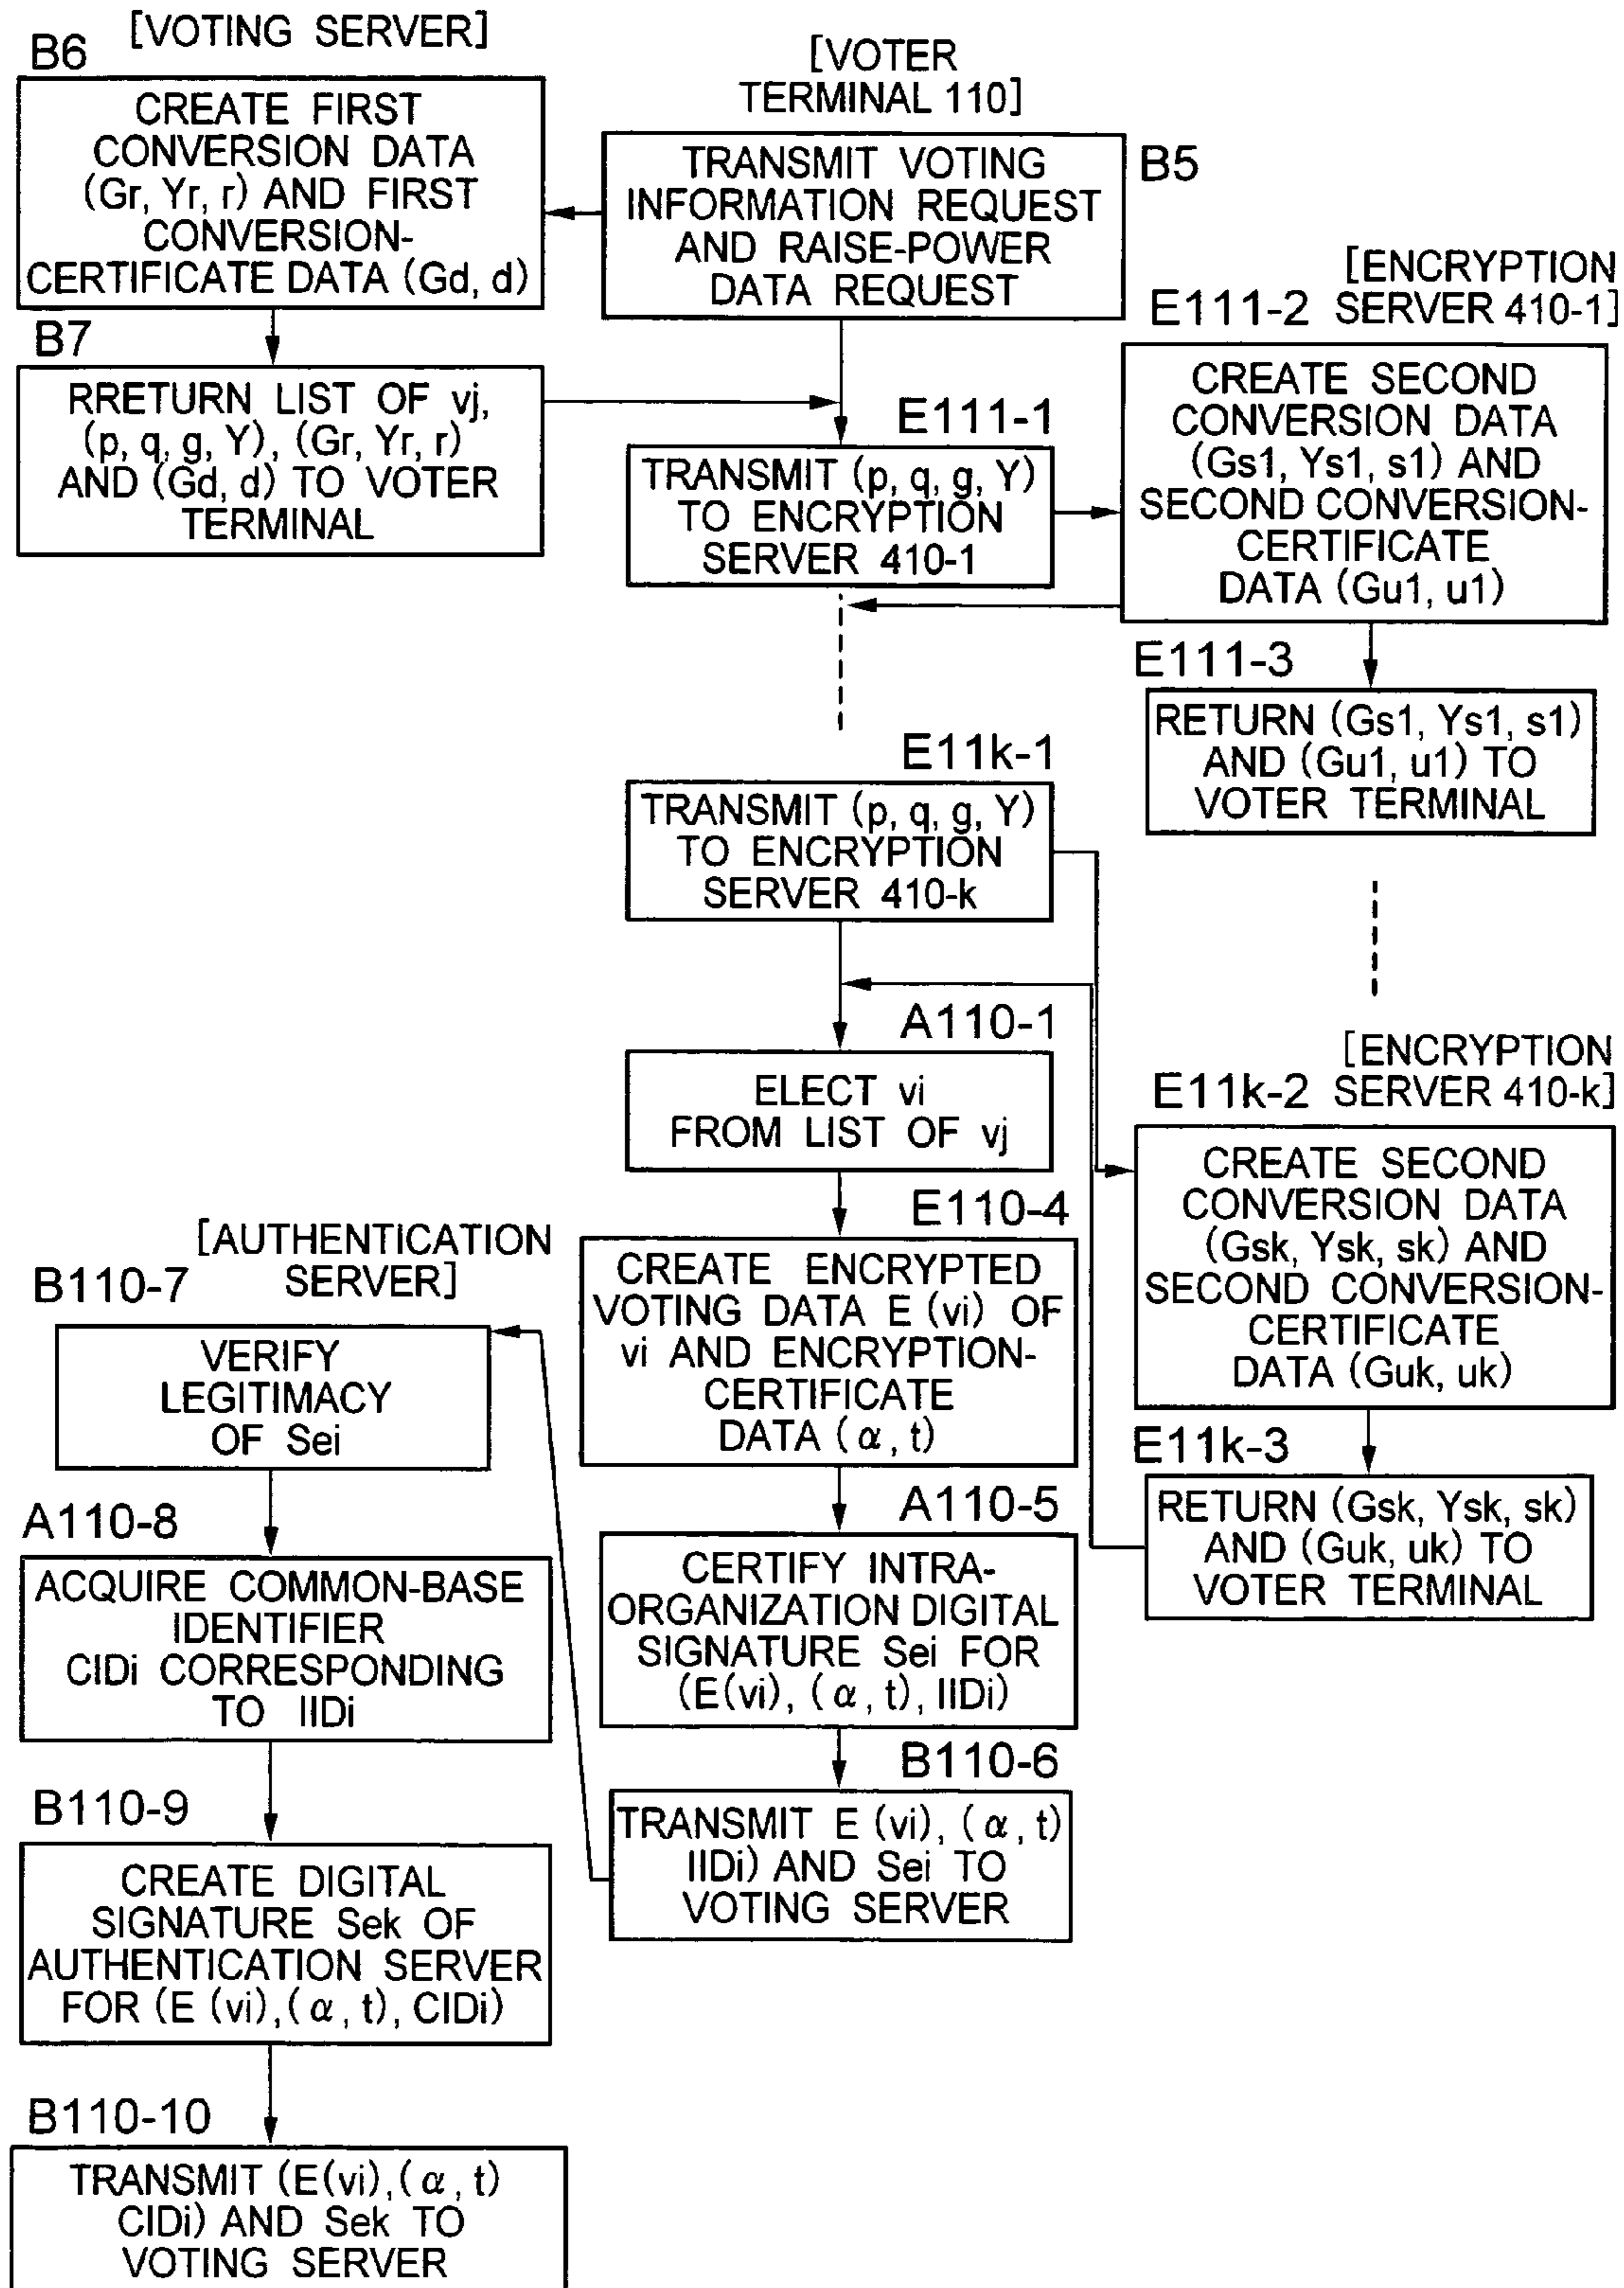 B6
[VOTING SERVER]
CREATE FIRST
CONVERSION DATA
(Gr, Yr, r) AND FIRST
CONVERSION-
CERTIFICATE DATA (Gd, d)
[VOTER
TERMINAL 110]
B5
TRANSMIT VOTING
INFORMATION REQUEST
AND RAISE-POWER
DATA REQUEST
B7
RRETURN LIST OF vj,
(p, q, g, Y), (Gr, Yr, r)
AND (Gd, d) TO VOTER
TERMINAL
E111-1
TRANSMIT (p, q, g, Y)
TO ENCRYPTION
SERVER 410-1
[ENCRYPTION
SERVER 410-1]
E111-2
CREATE SECOND
CONVERSION DATA
(Gs1, Ys1, s1) AND
SECOND CONVERSION-
CERTIFICATE
DATA (Gu1, u1)
E111-3
RETURN (Gs1, Ys1, s1)
AND (Gu1, u1) TO
VOTER TERMINAL
E11k-1
TRANSMIT (p, q, g, Y)
TO ENCRYPTION
SERVER 410-k
A110-1
ELECT vi
FROM LIST OF vj
[ENCRYPTION
SERVER 410-k]
E11k-2
CREATE SECOND
CONVERSION DATA
(Gsk, Ysk, sk) AND
SECOND CONVERSION-
CERTIFICATE
DATA (Guk, uk)
E11k-3
RETURN (Gsk, Ysk, sk)
AND (Guk, uk) TO
VOTER TERMINAL
E110-4
CREATE ENCRYPTED
VOTING DATA E (vi) OF
vi AND ENCRYPTION-
CERTIFICATE
DATA (α, t)
A110-5
CERTIFY INTRA-
ORGANIZATION DIGITAL
SIGNATURE Sei FOR
(E(vi), (α, t), IIDi)
B110-6
TRANSMIT E (vi), (α, t)
IIDi) AND Sei TO
VOTING SERVER
[AUTHENTICATION
SERVER]
B110-7
VERIFY
LEGITIMACY
OF Sei
A110-8
ACQUIRE COMMON-BASE
IDENTIFIER
CIDi CORRESPONDING
TO IIDi
B110-9
CREATE DIGITAL
SIGNATURE Sek OF
AUTHENTICATION SERVER
FOR (E (vi), (α, t), CIDi)
B110-10
TRANSMIT (E(vi), (α, t)
CIDi) AND Sek TO
VOTING SERVER